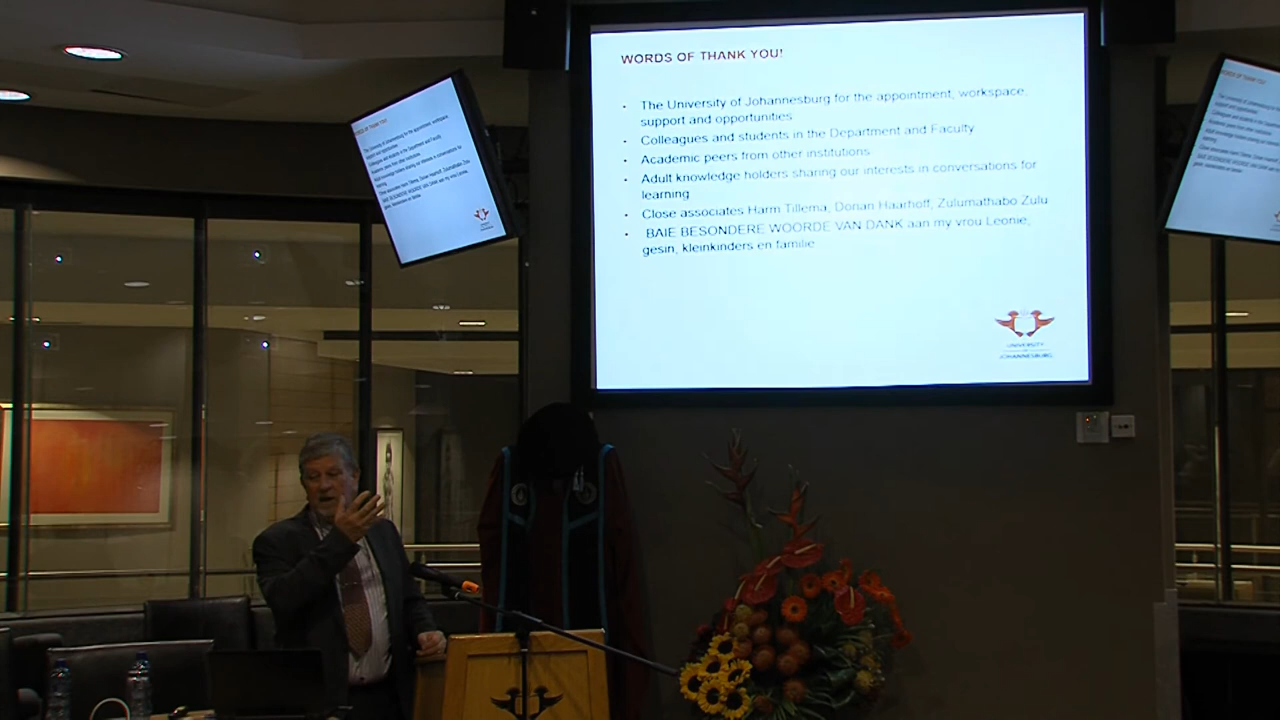 WORDS OF THANK YOU!
• The University of Johannesburg for the appointment, workspace,
support and opportunities
• Colleagues and students in the Department and Faculty
• Academic peers from other institutions
• Adult knowledge holders sharing our interests in conversations for
learning
• Close associates Harm Tillema, Donan Haarhoff, Zulumathabo Zulu
• BAIE BESONDERE WOORDE VAN DANK aan my vrou Leonie,
gesin, kleinkinders en familie
UNIVERSITY
OF
JOHANNESBURG